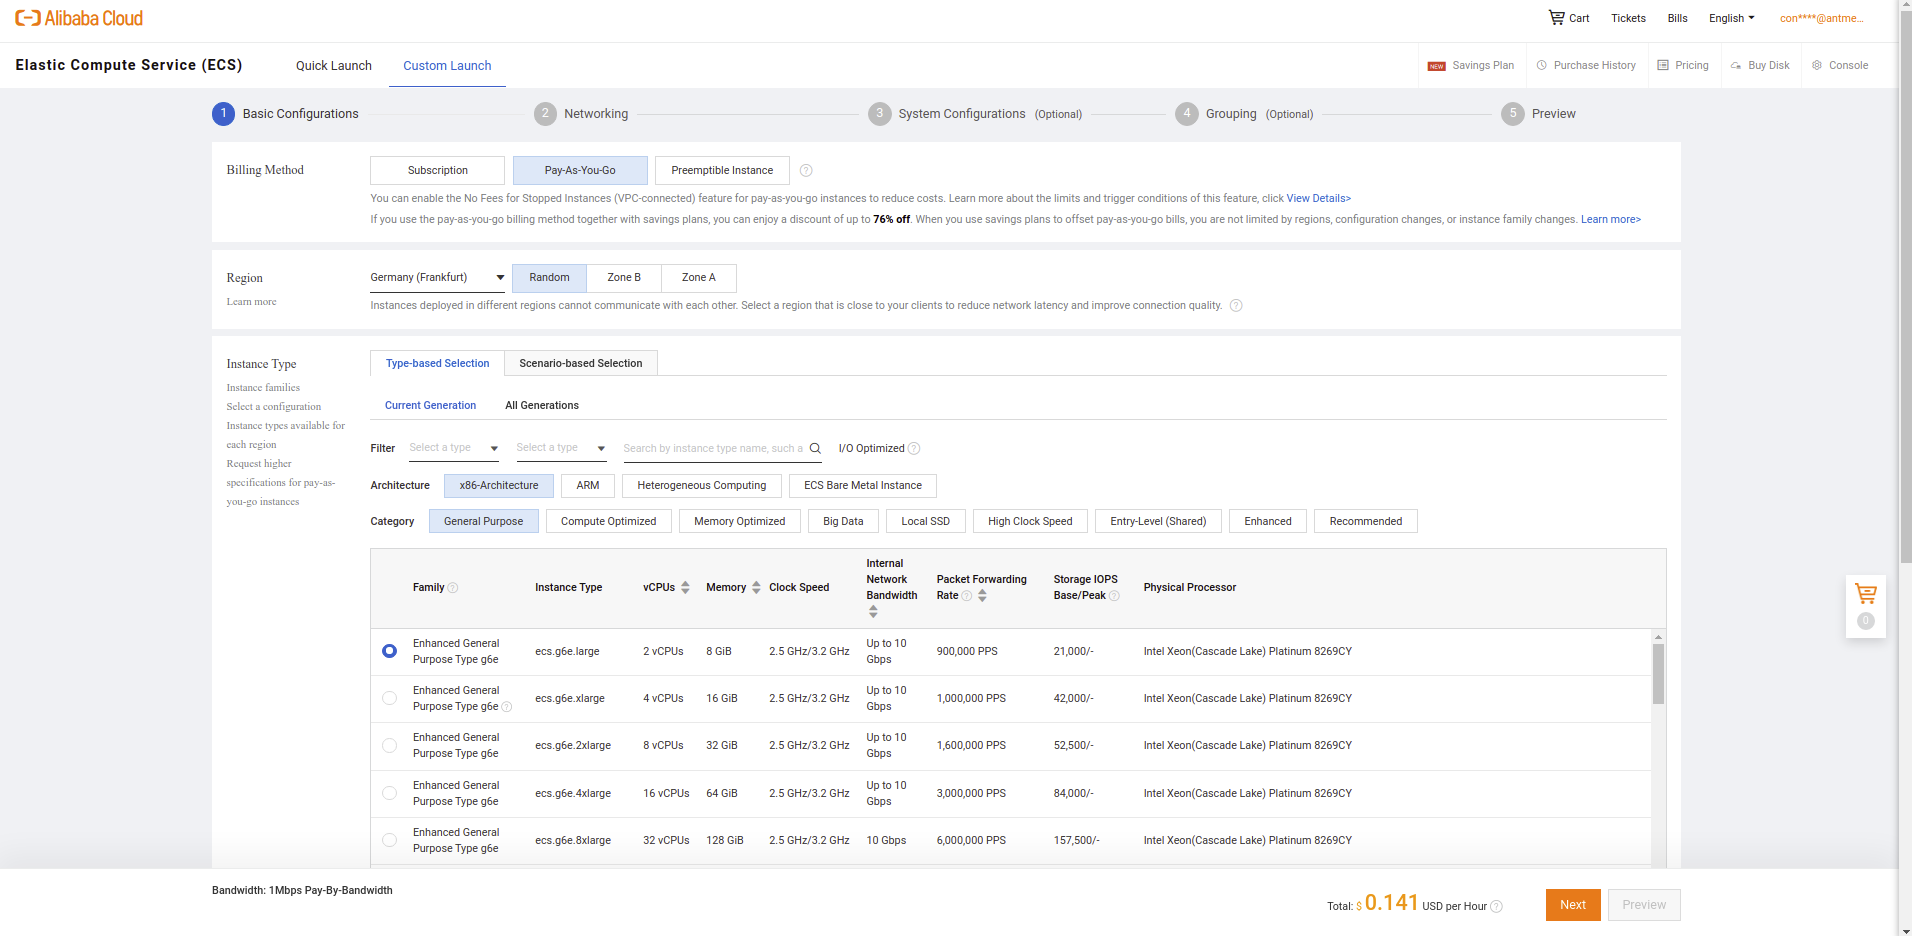 Alibaba Cloud
Cart Tickets Bills English con****@antme...
Elastic Compute Service (ECS) Quick Launch Custom Launch NEW Savings Plan Purchase History Pricing Buy Disk Console
1 Basic Configurations 2 Networking 3 System Configurations (Optional) 4 Grouping (Optional) 5 Preview
Billing Method Subscription Pay-As-You-Go Preemptible Instance ?
You can enable the No Fees for Stopped Instances (VPC-connected) feature for pay-as-you-go instances to reduce costs. Learn more about the limits and trigger conditions of this feature, click View Details>
If you use the pay-as-you-go billing method together with savings plans, you can enjoy a discount of up to 76% off. When you use savings plans to offset pay-as-you-go bills, you are not limited by regions, configuration changes, or instance family changes. Learn more>
Region Germany (Frankfurt) Random Zone B Zone A
Learn more
Instances deployed in different regions cannot communicate with each other. Select a region that is close to your clients to reduce network latency and improve connection quality. ?
Instance Type
Instance families
Select a configuration
Instance types available for
each region
Request higher
specifications for pay-as-
you-go instances
Type-based Selection Scenario-based Selection
Current Generation All Generations
Filter Select a type Select a type Search by instance type name, such a I/O Optimized ?
Architecture x86-Architecture ARM Heterogeneous Computing ECS Bare Metal Instance
Category General Purpose Compute Optimized Memory Optimized Big Data Local SSD High Clock Speed Entry-Level (Shared) Enhanced Recommended
Family ? Instance Type vCPUs Memory Clock Speed
Internal
Network
Bandwidth
Packet Forwarding
Rate ?
Storage IOPS
Base/Peak ?
Physical Processor
Enhanced General
Purpose Type g6e
ecs.g6e.large 2 vCPUs 8 GiB 2.5 GHz/3.2 GHz
Up to 10
Gbps
900,000 PPS 21,000/- Intel Xeon(Cascade Lake) Platinum 8269CY
Enhanced General
Purpose Type g6e ?
ecs.g6e.xlarge 4 vCPUs 16 GiB 2.5 GHz/3.2 GHz
Up to 10
Gbps
1,000,000 PPS 42,000/- Intel Xeon(Cascade Lake) Platinum 8269CY
Enhanced General
Purpose Type g6e
ecs.g6e.2xlarge 8 vCPUs 32 GiB 2.5 GHz/3.2 GHz
Up to 10
Gbps
1,600,000 PPS 52,500/- Intel Xeon(Cascade Lake) Platinum 8269CY
Enhanced General
Purpose Type g6e
ecs.g6e.4xlarge 16 vCPUs 64 GiB 2.5 GHz/3.2 GHz
Up to 10
Gbps
3,000,000 PPS 84,000/- Intel Xeon(Cascade Lake) Platinum 8269CY
Enhanced General
Purpose Type g6e
ecs.g6e.8xlarge 32 vCPUs 128 GiB 2.5 GHz/3.2 GHz 10 Gbps 6,000,000 PPS 157,500/- Intel Xeon(Cascade Lake) Platinum 8269CY
0
Bandwidth: 1Mbps Pay-By-Bandwidth
Total: $ 0.141 USD per Hour ? Next Preview